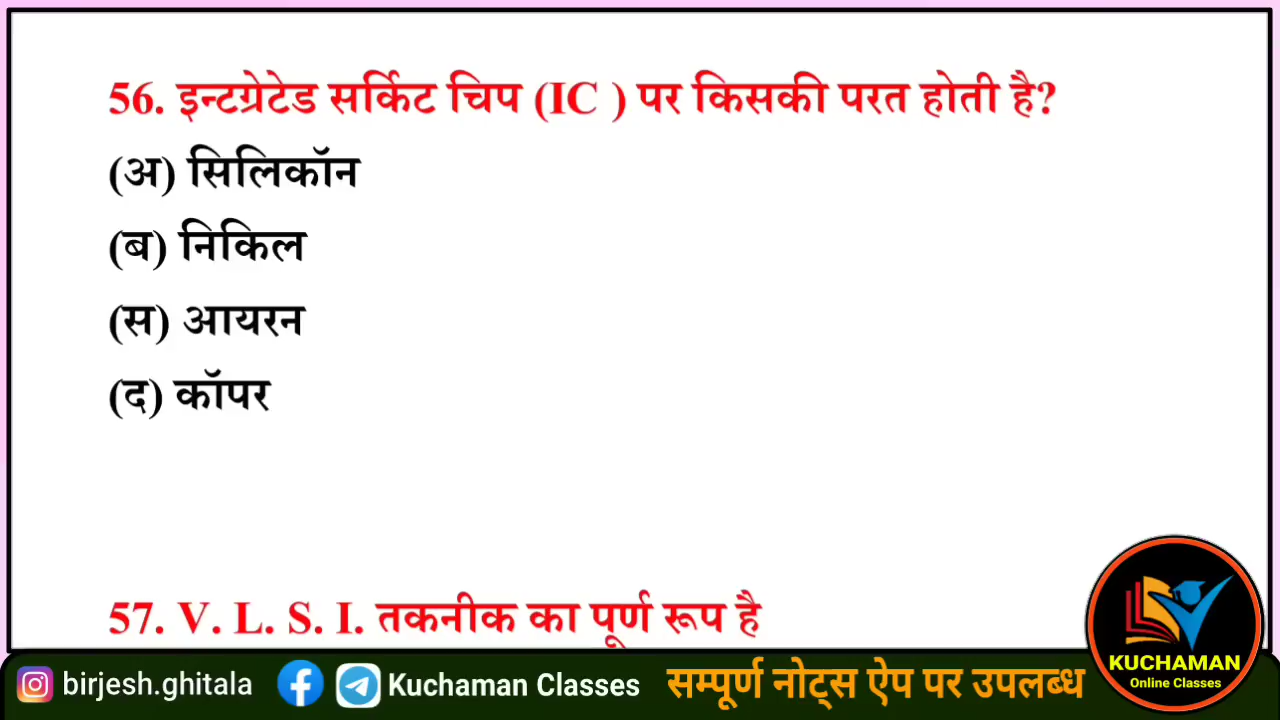 56. इन्टग्रेटेड सर्किट चिप (IC ) पर किसकी परत होती है?
(अ) सिलिकॉन
(ब) निकिल
(स) आयरन
(द) कॉपर
57. V. L. S. I. तकनीक का पूर्ण रूप है
KUCHAMAN
Online Classes
birjesh.ghitala
Kuchaman Classes
सम्पूर्ण नोट्स ऐप पर उपलब्ध